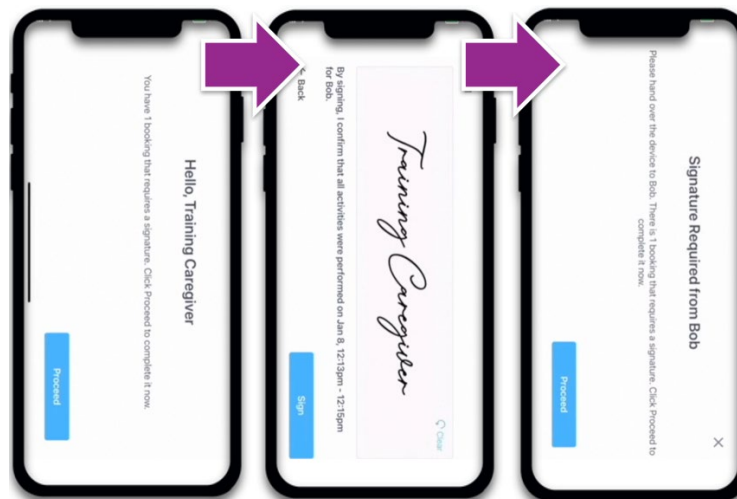 Hello, Training Caregiver
You have 1 booking that requires a signature. Click Proceed to complete it now.
Proceed
Clear
Training Caregiver
By signing, I confirm that all activities were performed on Jan 8, 12:13pm - 12:15pm
for Bob.
Back
Sign
Signature Required from Bob
Please hand over the device to Bob. There is 1 booking that requires a signature. Click Proceed to
complete it now.
Proceed